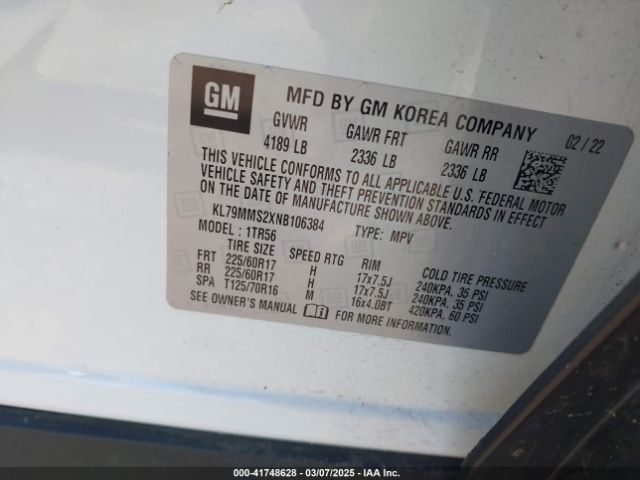 GM
MFD BY GM KOREA COMPANY 02/22
GVWR GAWR FRT GAWR RR
4189 LB 2336 LB 2336 LB
THIS VEHICLE CONFORMS TO ALL APPLICABLE U.S. FEDERAL MOTOR
VEHICLE SAFETY AND THEFT PREVENTION STANDARDS IN EFFECT
ON THE DATE OF MANUFACTURE SHOWN ABOVE.
KL79MMS2XNB106384 TYPE: MPV
MODEL: 1TR56
TIRE SIZE SPEED RTG RIM COLD TIRE PRESSURE
FRT 225/60R17 H 17x7.5J 240KPA, 35 PSI
RR 225/60R17 H 17x7.5J 240KPA, 35 PSI
SPA T125/70R16 M 16x4.0BT 420KPA, 60 PSI
SEE OWNER'S MANUAL FOR MORE INFORMATION.
000-41748628 - 03/07/2025 - IAA Inc.